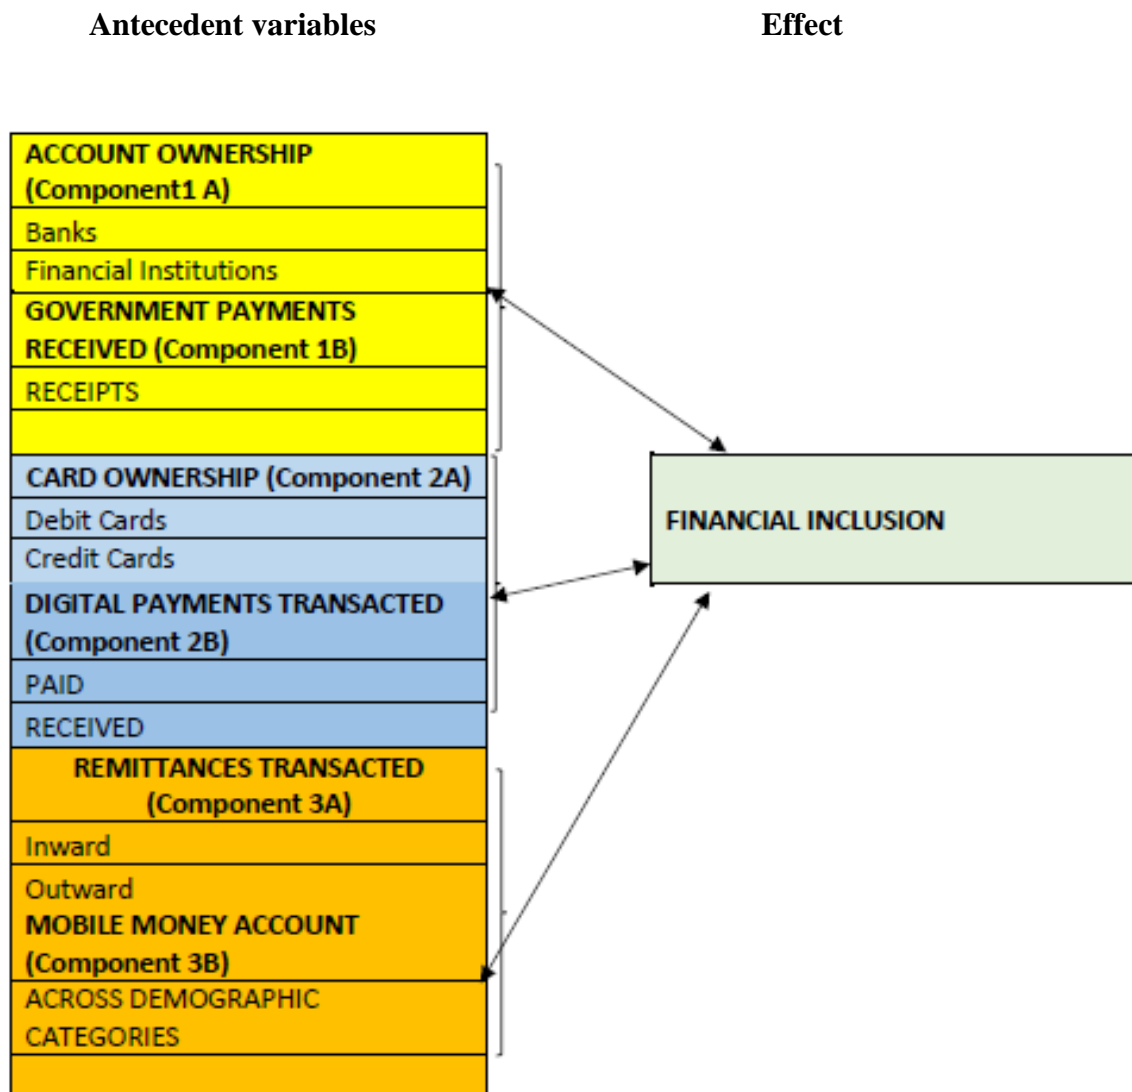 Antecedent variables
Effect
ACCOUNT OWNERSHIP
(Component1 A)
Banks
Financial Institutions
GOVERNMENT PAYMENTS
RECEIVED (Component 1B)
RECEIPTS
CARD OWNERSHIP (Component 2A)
Debit Cards
Credit Cards
DIGITAL PAYMENTS TRANSACTED
(Component 2B)
PAID
RECEIVED
REMITTANCES TRANSACTED
(Component 3A)
Inward
Outward
MOBILE MONEY ACCOUNT
(Component 3B)
ACROSS DEMOGRAPHIC
CATEGORIES
FINANCIAL INCLUSION